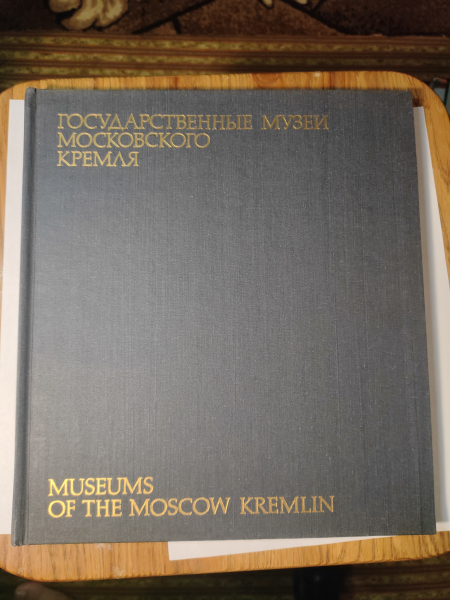 ГОСУДАРСТВЕННЫЕ МУЗЕИ
МОСКОВСКОГО
КРЕМЛЯ
MUSEUMS
OF THE MOSCOW KREMLIN